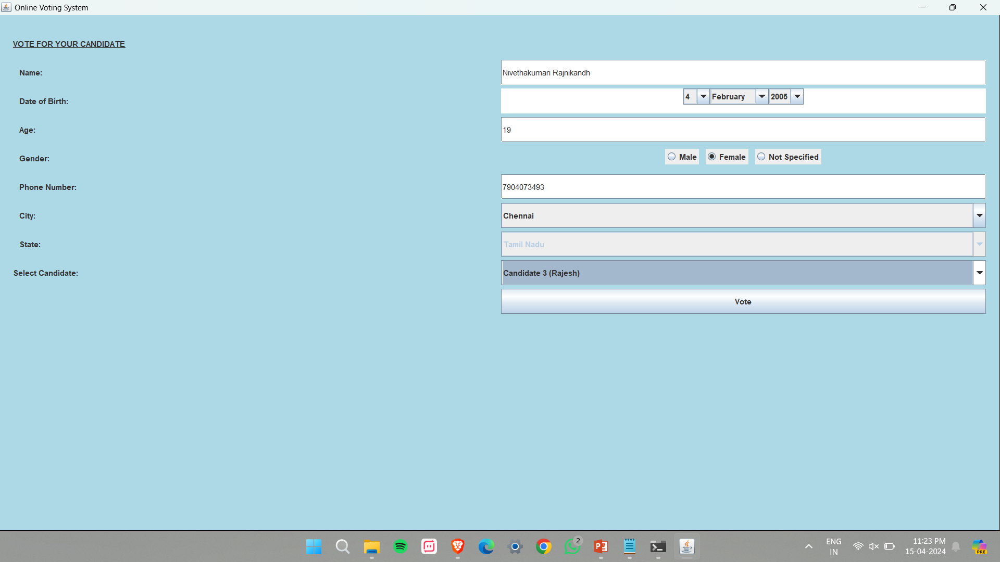 Online Voting System
VOTE FOR YOUR CANDIDATE
Name: Nivethakumari Rajnikandh
Date of Birth: 4 February 2005
Age: 19
Gender: Male Female Not Specified
Phone Number: 7904073493
City: Chennai
State: Tamil Nadu
Select Candidate: Candidate 3 (Rajesh)
Vote
2
ENG
IN
11:23 PM
15-04-2024
PRE